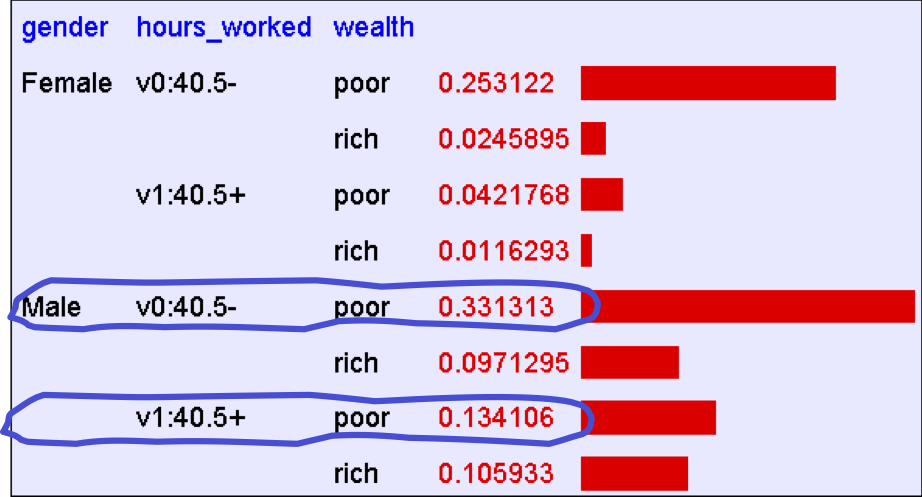 gender hours_worked wealth
Female v0:40.5- poor 0.253122
rich 0.0245895
v1:40.5+ poor 0.0421768
rich 0.0116293
Male v0:40.5- poor 0.331313
rich 0.0971295
v1:40.5+ poor 0.134106
rich 0.105933